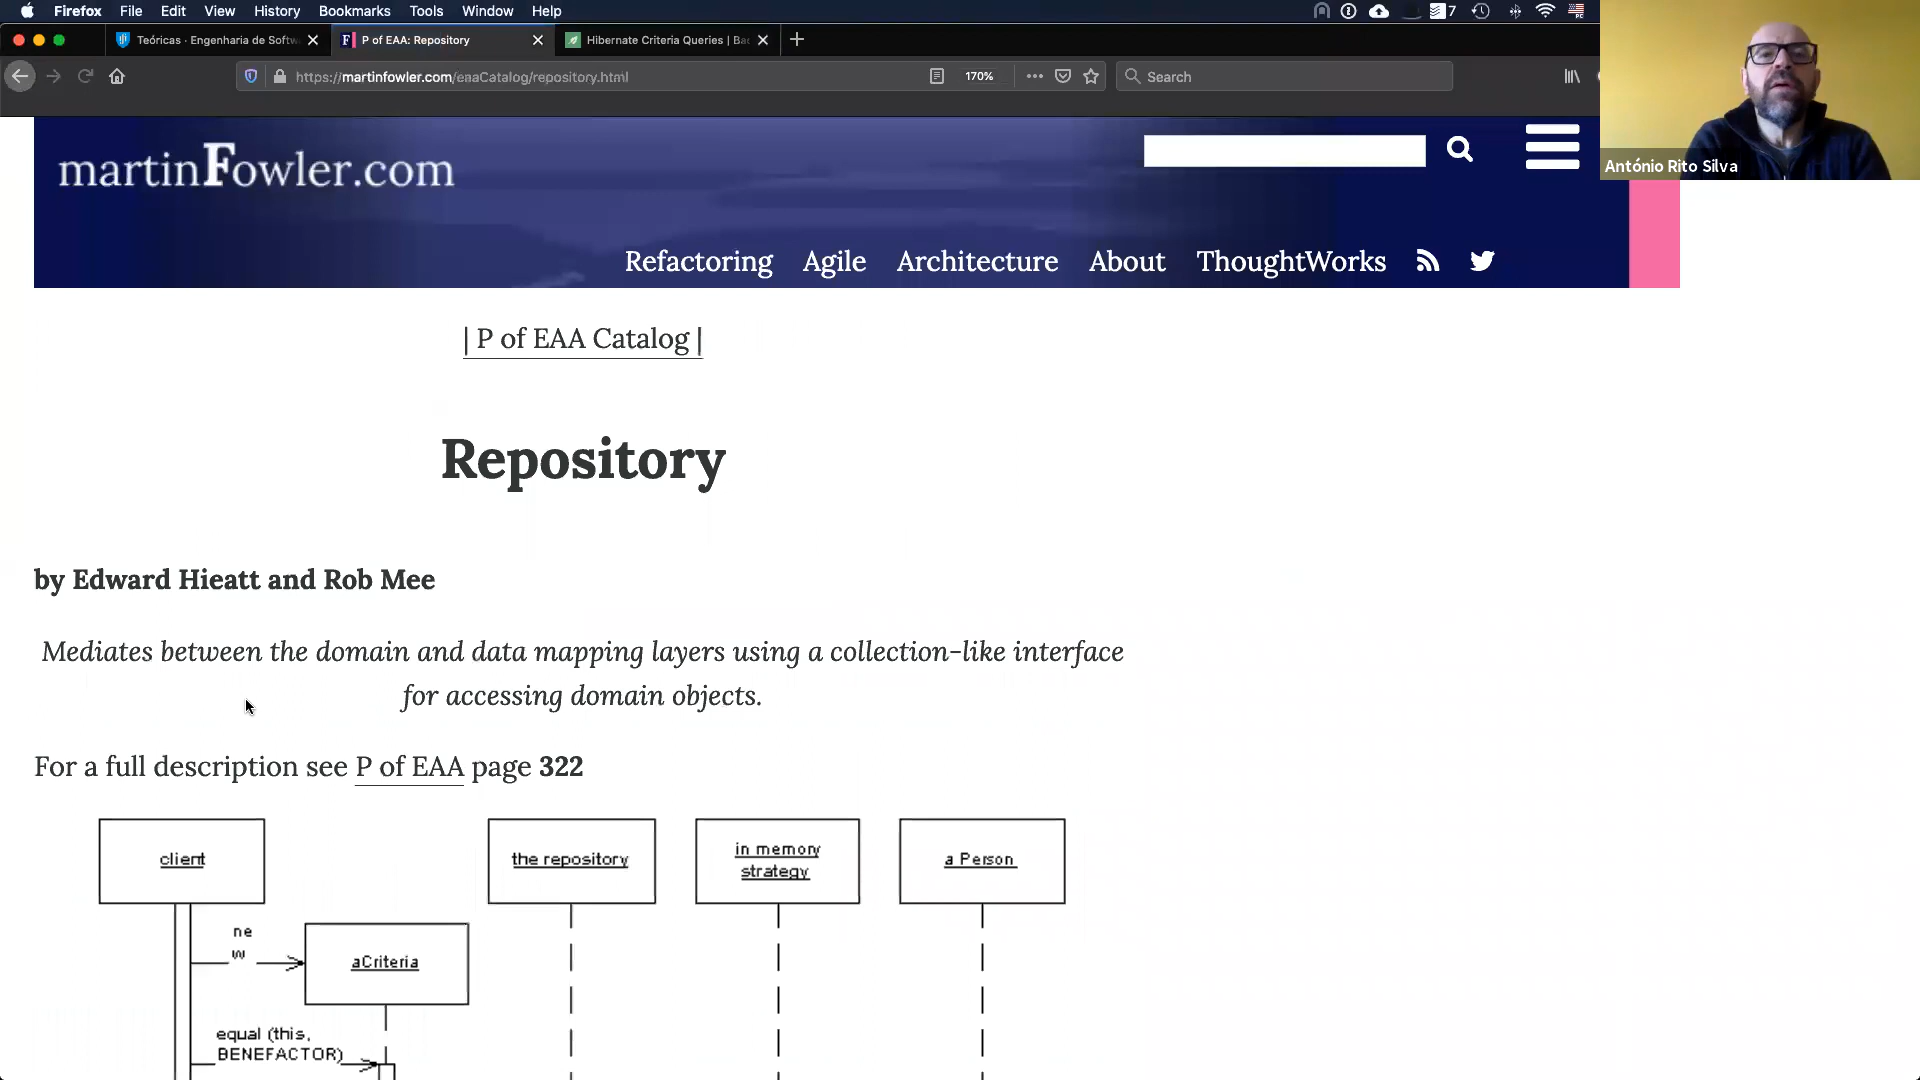 Firefox File Edit View History Bookmarks Tools Window Help 7
Teóricas · Engenharia de Softw
P of EAA: Repository
Hibernate Criteria Queries | Ba
https://martinfowler.com/eaaCatalog/repository.html 170% Search
martinFowler.com
António Rito Silva
Refactoring Agile Architecture About ThoughtWorks
| P of EAA Catalog |
Repository
by Edward Hieatt and Rob Mee
Mediates between the domain and data mapping layers using a collection-like interface
for accessing domain objects.
For a full description see P of EAA page 322
client
the repository
in memory
strategy
a Person
ne
w
aCriteria
equal (this,
BENEFACTOR)